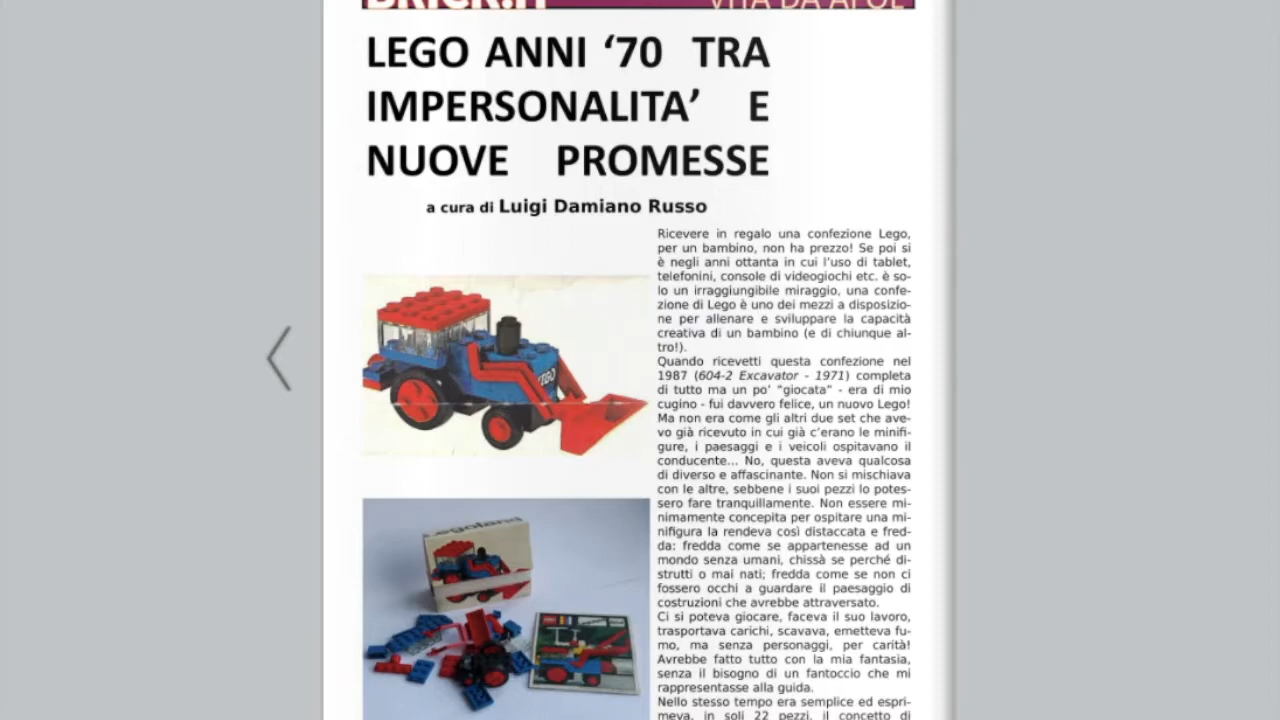 BRICK.IT VITA DA AFOL
LEGO ANNI ‘70 TRA
IMPERSONALITA’ E
NUOVE PROMESSE
a cura di Luigi Damiano Russo
Ricevere in regalo una confezione Lego,
per un bambino, non ha prezzo! Se poi si
è negli anni ottanta in cui l’uso di tablet,
telefonini, console di videogiochi etc. è so-
lo un irraggiungibile miraggio, una confe-
zione di Lego è uno dei mezzi a disposizio-
ne per allenare e sviluppare la capacità
creativa di un bambino (e di chiunque al-
tro!).
Quando ricevetti questa confezione nel
1987 (604-2 Excavator - 1971) completa
di tutto ma un po’ “giocata” - era di mio
cugino - fui davvero felice, un nuovo Lego!
Ma non era come gli altri due set che ave-
vo già ricevuto in cui già c’erano le minifi-
gure, i paesaggi e i veicoli ospitavano il
conducente... No, questa aveva qualcosa
di diverso e affascinante. Non si mischiava
con le altre, sebbene i suoi pezzi lo potes-
sero fare tranquillamente. Non essere mi-
nimamente concepita per ospitare una mi-
nifigura la rendeva così distaccata e fred-
da: fredda come se appartenesse ad un
mondo senza umani, chissà se perché di-
strutti o mai nati; fredda come se non ci
fossero occhi a guardare il paesaggio di
costruzioni che avrebbe attraversato.
Ci si poteva giocare, faceva il suo lavoro,
trasportava carichi, scavava, emetteva fu-
mo, ma senza personaggi, per carità!
Avrebbe fatto tutto con la mia fantasia,
senza il bisogno di un fantoccio che mi
rappresentasse alla guida.
Nello stesso tempo era semplice ed espri-
meva, in soli 22 pezzi, il concetto di
LEGO
legoland